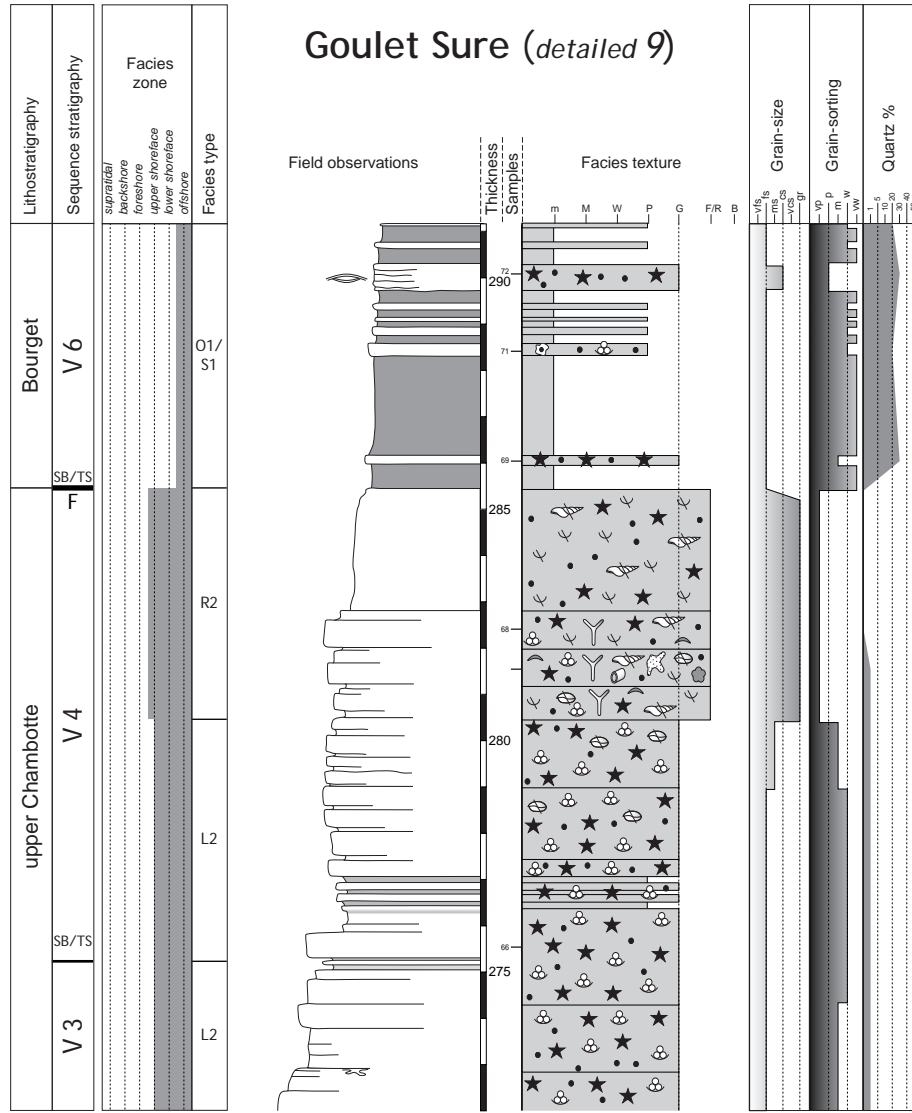 Goulet Sure (detailed 9)
Lithostratigraphy
Sequence stratigraphy
Facies
zone
supratidal
backshore
foreshore
upper shoreface
lower shoreface
offshore
Facies type
Field observations
Thickness
Samples
Facies texture
m M W P G F/R B
Grain-size
vfs fs ms cs vcs gr
Grain-sorting
vp p m w vw
Quartz %
1 5 10 20 30 40
Bourget
V 6
O1/
S1
72
290
71
69
SB/TS
F
285
R2
68
upper Chambotte
V 4
280
L2
SB/TS
66
275
V 3
L2